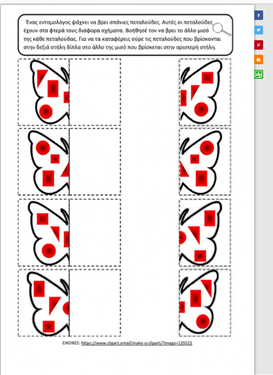 Ένας εντομολόγος ψάχνει να βρει σπάνιες πεταλούδες. Αυτές οι πεταλούδες
έχουν στα φτερά τους διάφορα σχήματα. Βοήθησέ τον να βρει το άλλο μισό
της κάθε πεταλούδας. Για να τα καταφέρεις σύρε τις πεταλούδες που βρίσκονται
στην δεξιά στήλη δίπλα στο άλλο της μισό που βρίσκεται στην αριστερή στήλη.
ΕΙΚΟΝΕΣ: https://www.clipart.email/make-a-clipart/?image=135531